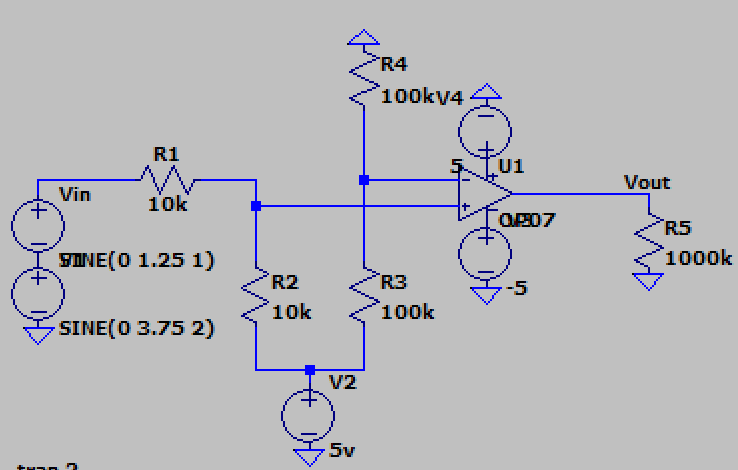 R4
100k
V4
R1
5
U1
Vin
10k
Vout
R5
SINE(0 1.25 1)
1000k
R2
R3
-5
10k
100k
SINE(0 3.75 2)
V2
5v